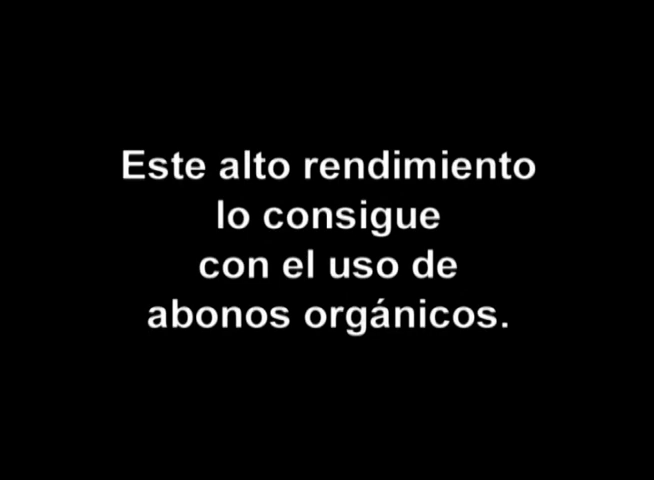 Este alto rendimiento
lo consigue
con el uso de
abonos orgánicos.